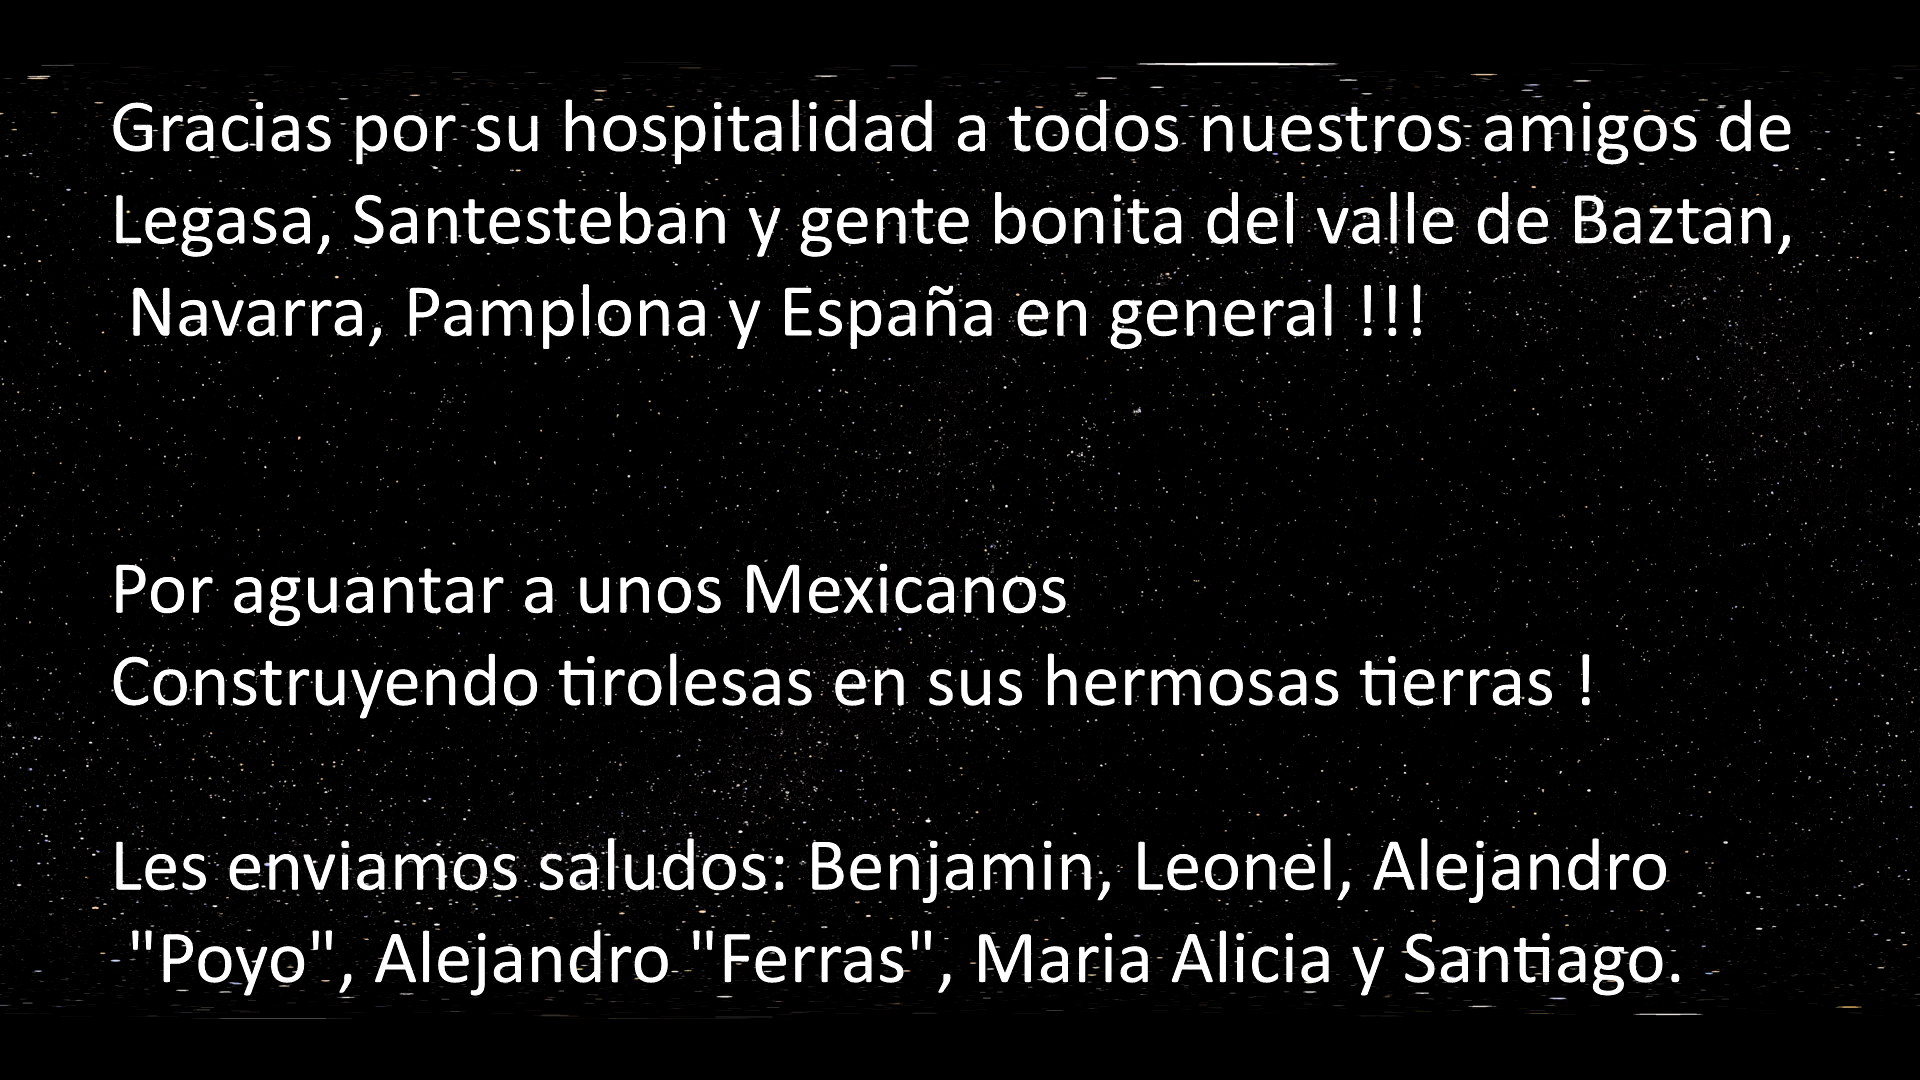 Gracias por su hospitalidad a todos nuestros amigos de
Legasa, Santesteban y gente bonita del valle de Baztan,
Navarra, Pamplona y España en general !!!
Por aguantar a unos Mexicanos
Construyendo tirolesas en sus hermosas tierras !
Les enviamos saludos: Benjamin, Leonel, Alejandro
"Poyo", Alejandro "Ferras", Maria Alicia y Santiago.